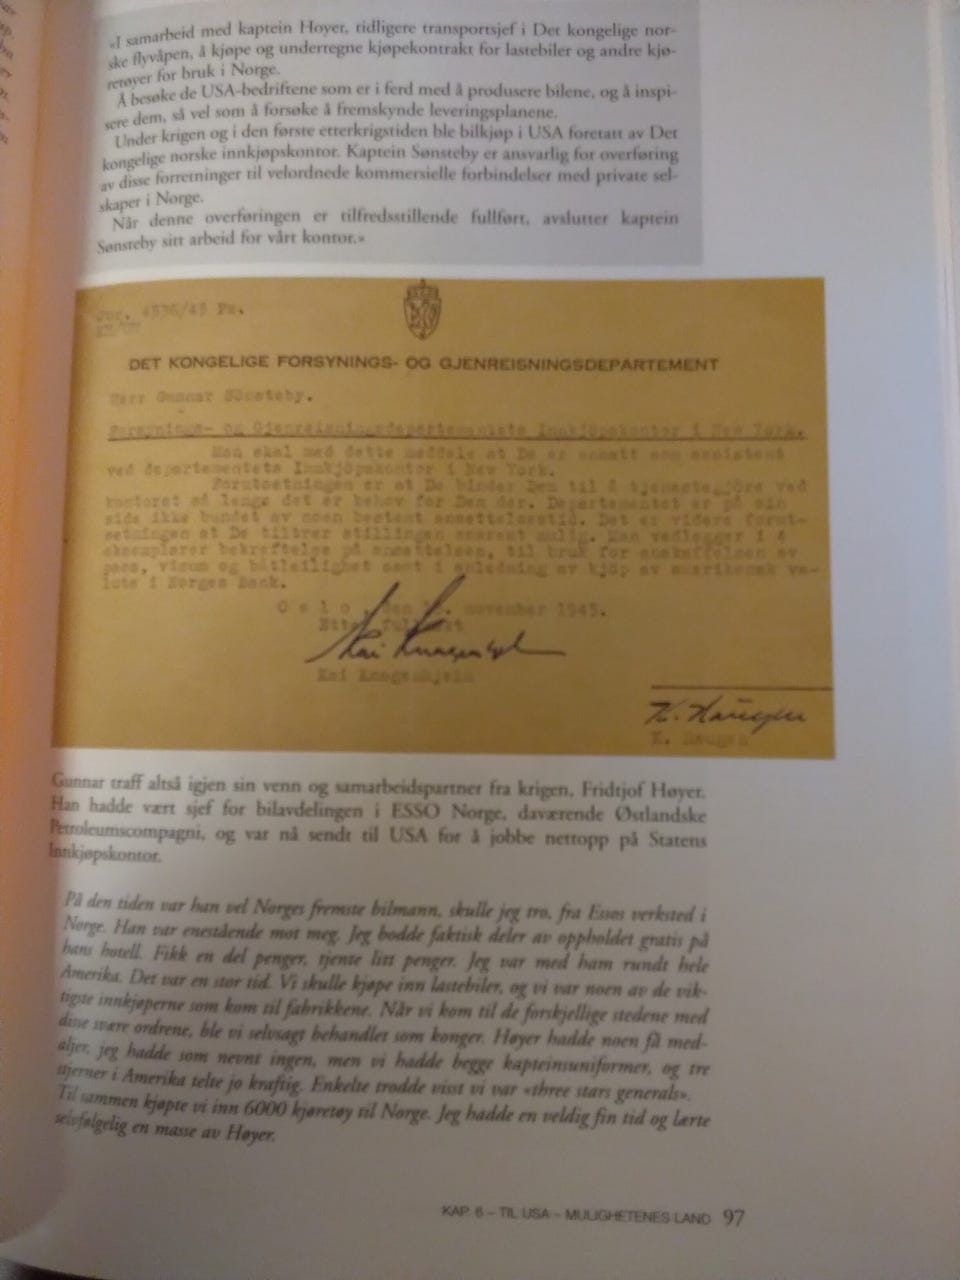 «I samarbeid med kaptein Høyer, tidligere transportsjef i Det kongelige nor-
ske flyvåpen, å kjøpe og underregne kjøpekontrakt for lastebiler og andre kjø-
retøyer for bruk i Norge.
Å besøke de USA-bedriftene som er i ferd med å produsere bilene, og å inspi-
sere dem, så vel som å forsøke å fremskynde leveringsplanene.
Under krigen og i den første etterkrigstiden ble bilkjøp i USA foretatt av Det
kongelige norske innkjøpskontor. Kaptein Sønsteby er ansvarlig for overføring
av disse forretninger til velordnede kommersielle forbindelser med private sel-
skaper i Norge.
Når denne overføringen er tilfredsstillende fullført, avslutter kaptein
Sønsteby sitt arbeid for vårt kontor.»
Jnr. 4536/45 Pm.
DET KONGELIGE FORSYNINGS- OG GJENREISNINGSDEPARTEMENT
Herr Gunnar Sönsteby.
Forsynings- og Gjenreisningsdepartementets Innkjöpskontor i New York.
Man skal med dette meddele at De er ansatt som assistent
ved departementets Innkjöpskontor i New York.
Forutsetningen er at De binder Dem til å tjenestegjöre ved
kontoret så lenge det er behov for Dem der. Departementet er på sin
side ikke bundet av noen bestemt ansettelsestid. Det er videre forut-
setningen at De tiltrer stillingen snarest mulig. Man vedlegger i 4
eksemplarer bekreftelse på ansettelsen, til bruk for anskaffelsen av
pass, visum og båtleilighet samt i anledning av kjöp av amerikansk va-
luta i Norges Bank.
Oslo, den november 1945.
Etter fullmakt
K. Haugen
K. Haugen
Gunnar traff altså igjen sin venn og samarbeidspartner fra krigen, Fridtjof Høyer.
Han hadde vært sjef for bilavdelingen i ESSO Norge, daværende Østlandske
Petroleumscompagni, og var nå sendt til USA for å jobbe nettopp på Statens
Innkjøpskontor.
På den tiden var han vel Norges fremste bilmann, skulle jeg tro, fra Essos verksted i
Norge. Han var enestående mot meg. Jeg bodde faktisk deler av oppholdet gratis på
hans hotell. Fikk en del penger, tjente litt penger. Jeg var med ham rundt hele
Amerika. Det var en stor tid. Vi skulle kjøpe inn lastebiler, og vi var noen av de vik-
tigste innkjøperne som kom til fabrikkene. Når vi kom til de forskjellige stedene med
disse svære ordrene, ble vi selvsagt behandlet som konger. Høyer hadde noen få med-
aljer, jeg hadde som nevnt ingen, men vi hadde begge kapteinsuniformer, og tre
stjerner i Amerika telte jo kraftig. Enkelte trodde visst vi var «three stars generals».
Til sammen kjøpte vi inn 6000 kjøretøy til Norge. Jeg hadde en veldig fin tid og lærte
selvfølgelig en masse av Høyer.
KAP. 6 – TIL USA – MULIGHETENES LAND 97